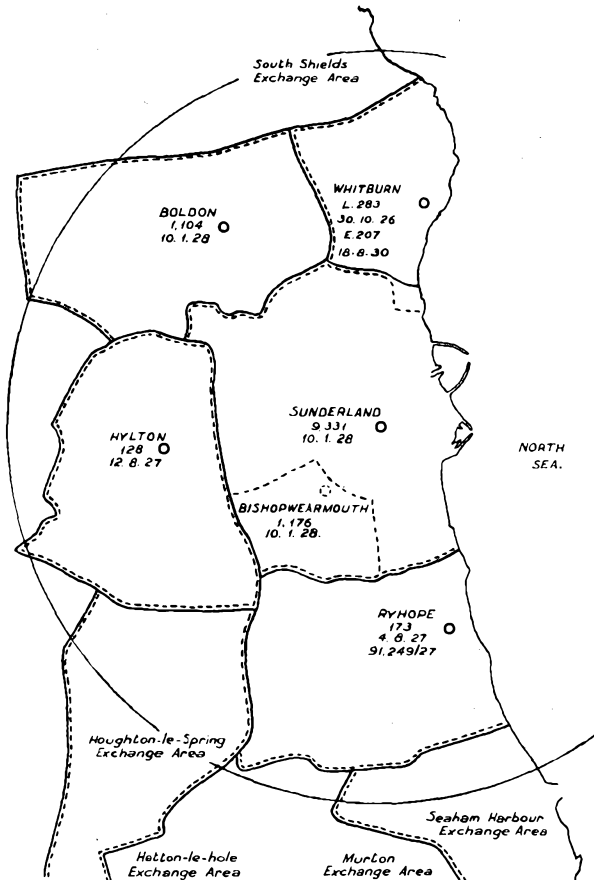 South Shields
Exchange Area
WHITBURN
L. 283
30. 10. 26
E. 207
18. 8. 30
BOLDON
1,104
10. 1. 28
SUNDERLAND
9.331
10. 1. 28
HYLTON
128
12. 8. 27
NORTH
SEA.
BISHOPWEARMOUTH
1. 176
10. 1. 28.
RYHOPE
173
4. 8. 27
91,249/27
Houghton-le-Spring
Exchange Area
Seaham Harbour
Exchange Area
Hetton-le-hole
Exchange Area
Murton
Exchange Area